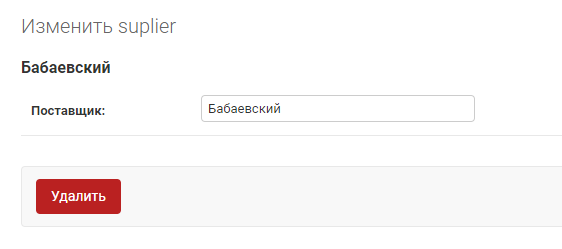 Изменить suplier
Бабаевский
Поставщик: Бабаевский
Удалить